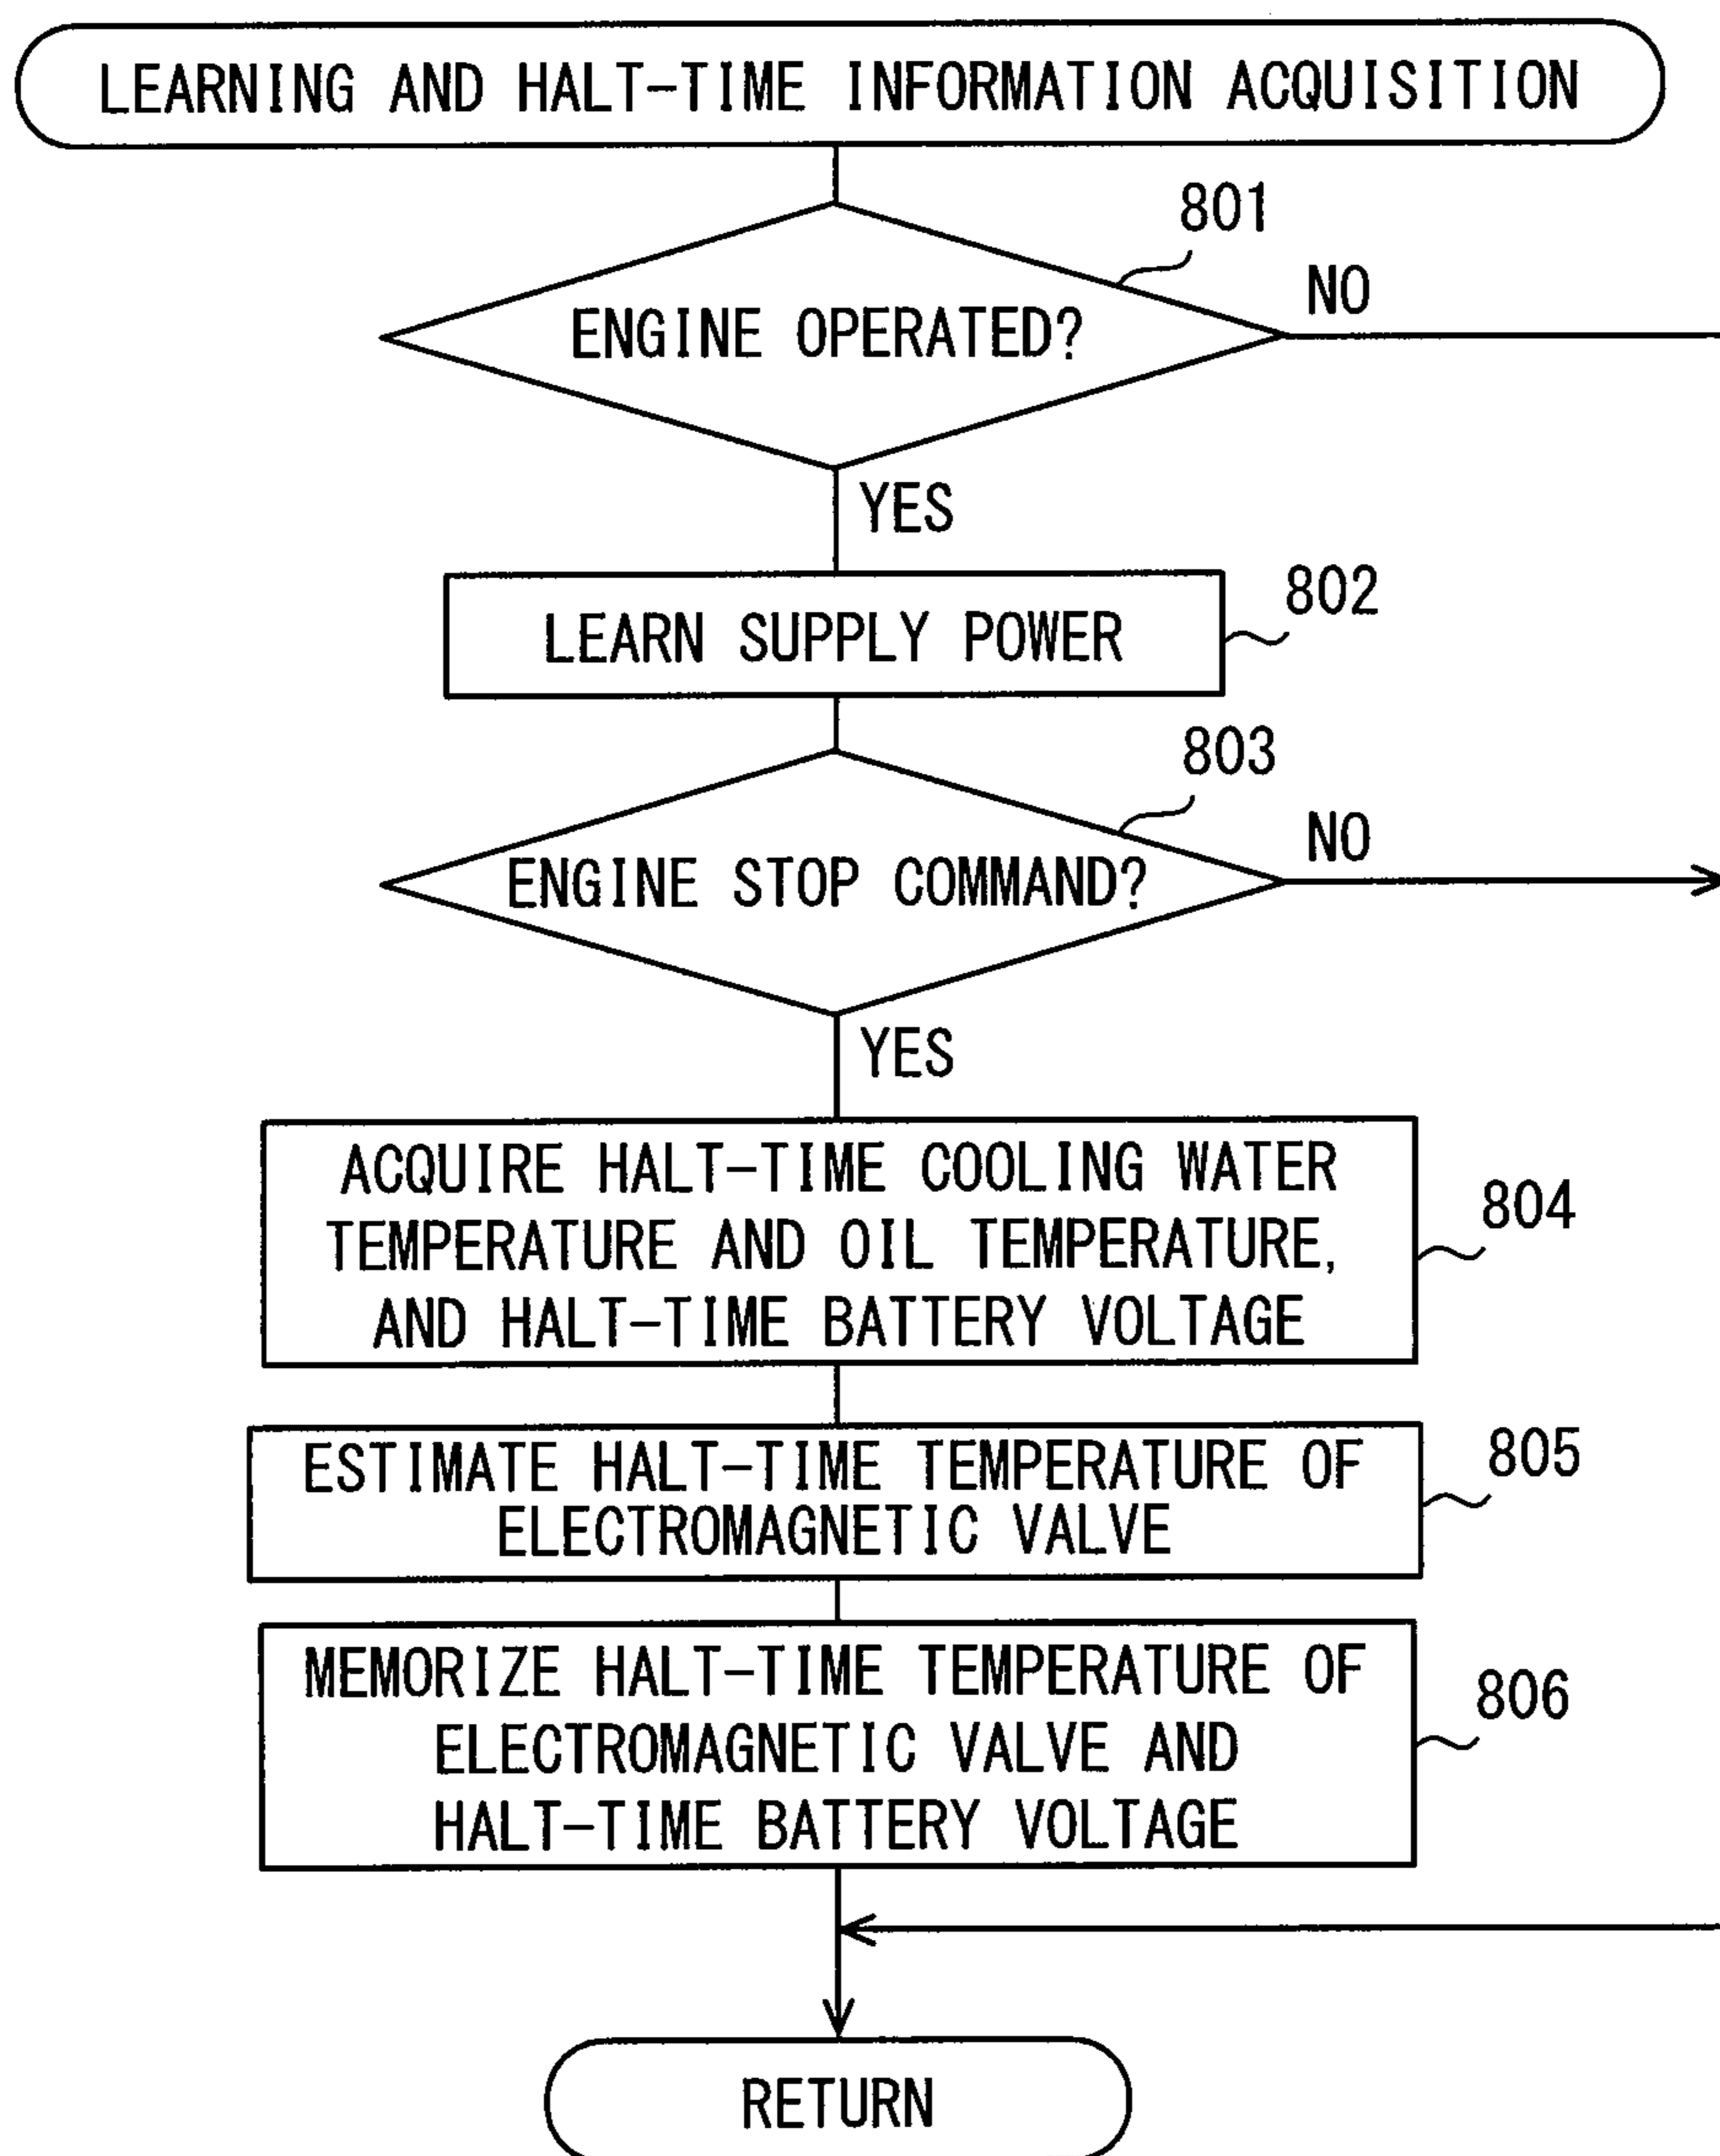 LEARNING AND HALT-TIME INFORMATION ACQUISITION
801
ENGINE OPERATED?
NO
YES
LEARN SUPPLY POWER
802
803
ENGINE STOP COMMAND?
NO
YES
ACQUIRE HALT-TIME COOLING WATER
TEMPERATURE AND OIL TEMPERATURE,
AND HALT-TIME BATTERY VOLTAGE
804
ESTIMATE HALT-TIME TEMPERATURE OF
ELECTROMAGNETIC VALVE
805
MEMORIZE HALT-TIME TEMPERATURE OF
ELECTROMAGNETIC VALVE AND
HALT-TIME BATTERY VOLTAGE
806
RETURN